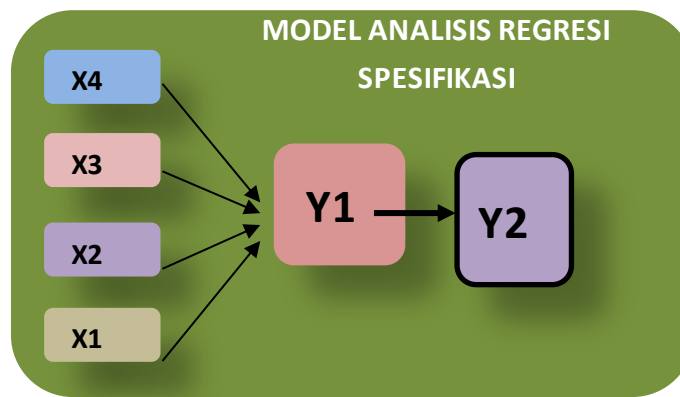 MODEL ANALISIS REGRESI
SPESIFIKASI
X4
X3
X2
X1
Y1
Y2